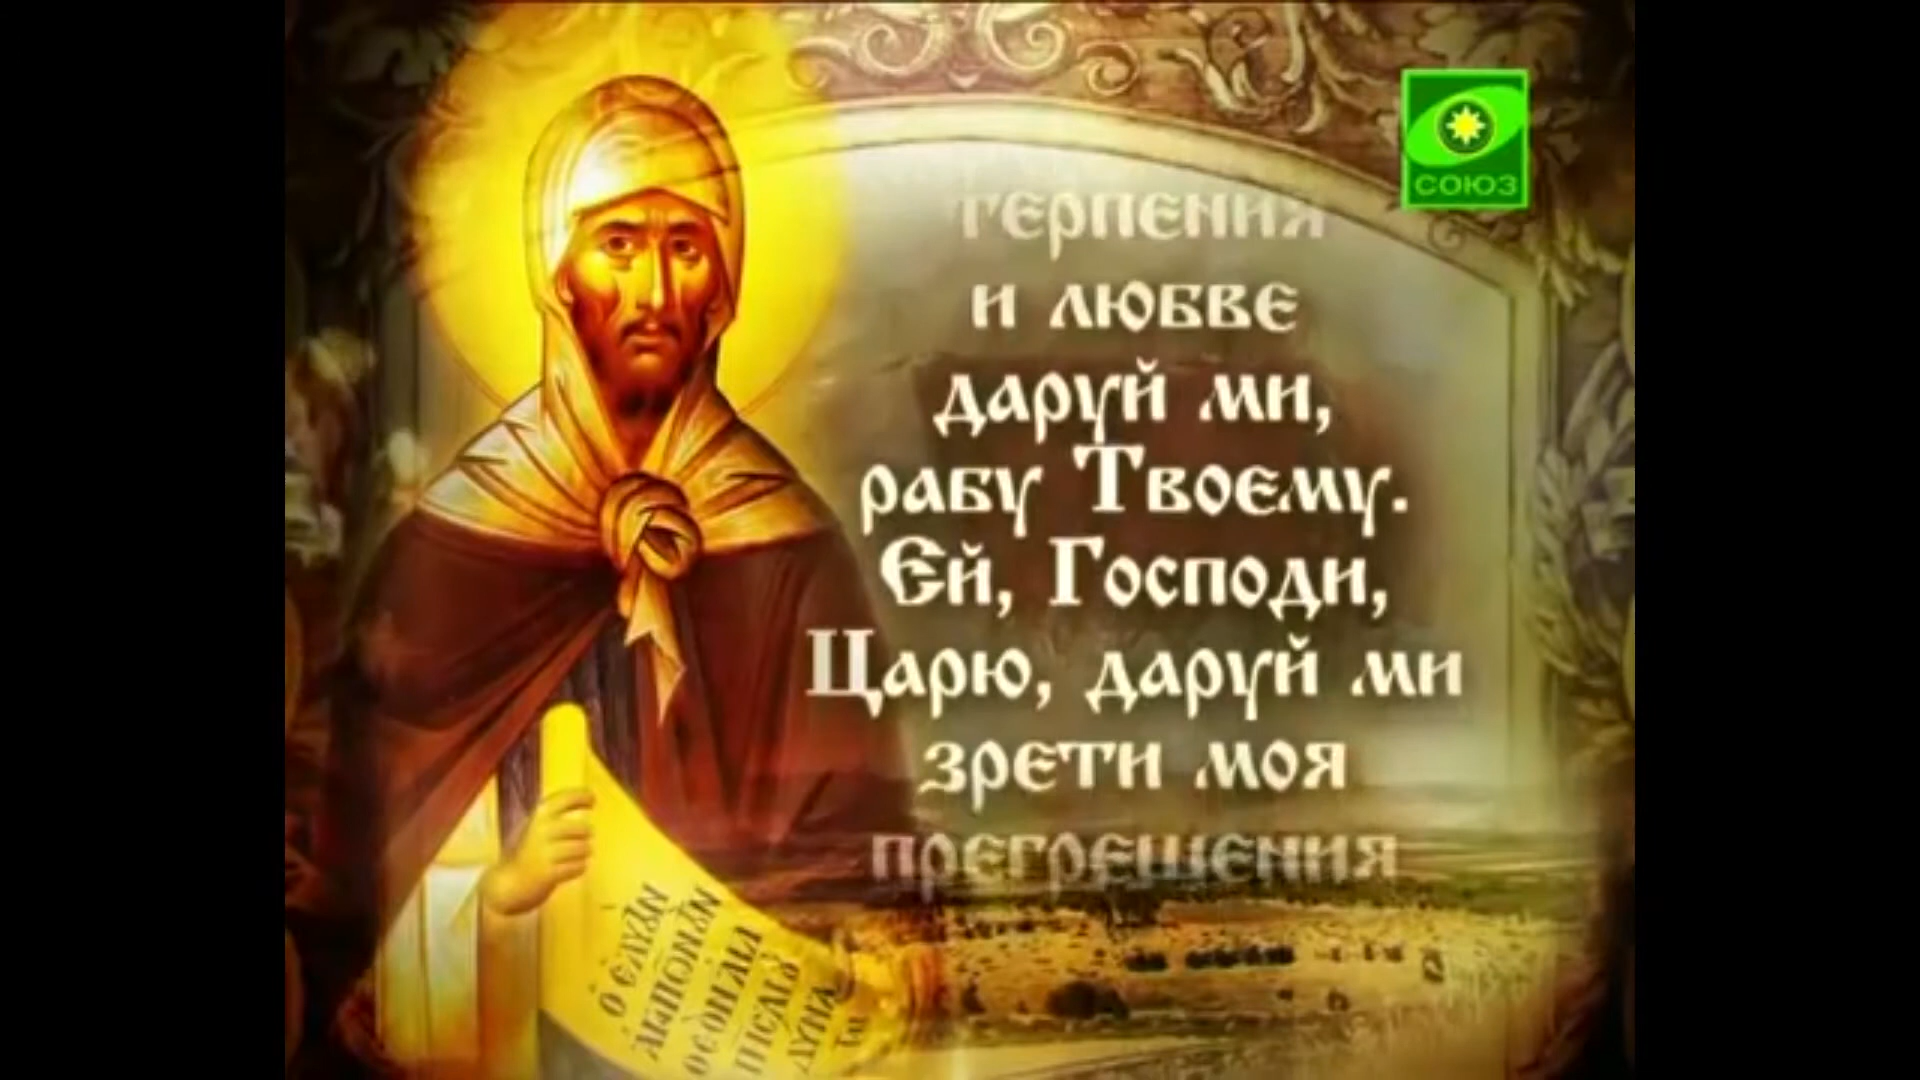 СОЮЗ
терпения
и любве
даруй ми,
рабу Твоему.
Ей, Господи,
Царю, даруй ми
зрети моя
прегрешения